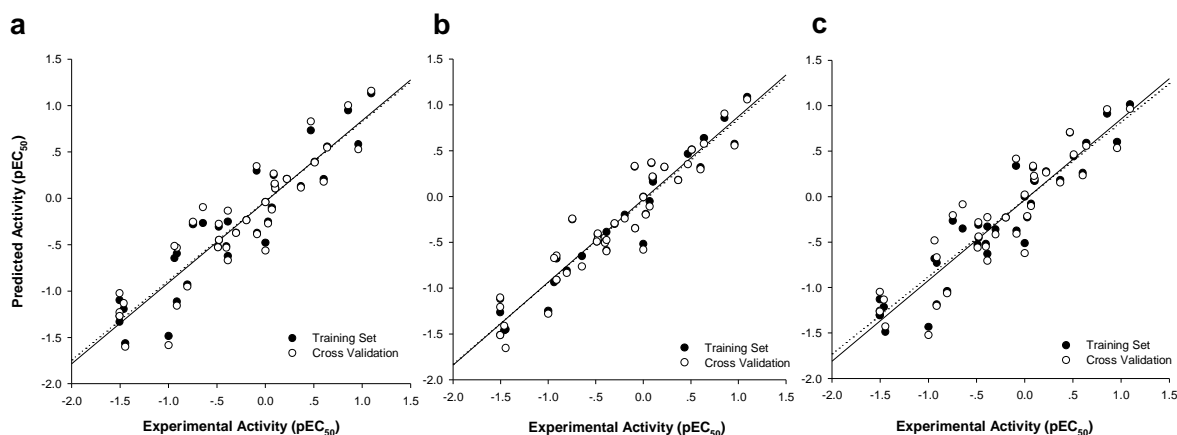 a
b
c
Predicted Activity (pEC50)
1.5
1.0
.5
0.0
-0.5
-1.0
-1.5
-2.0
Training Set
Cross Validation
-2.0 -1.5 -1.0 -.5 0.0 .5 1.0 1.5
Experimental Activity (pEC50)
1.5
1.0
.5
0.0
-0.5
-1.0
-1.5
-2.0
Training Set
Cross Validation
-2.0 -1.5 -1.0 -.5 0.0 .5 1.0 1.5
Experimental Activity (pEC50)
1.5
1.0
.5
0.0
-0.5
-1.0
-1.5
-2.0
Training Set
Cross Validation
-2.0 -1.5 -1.0 -.5 0.0 .5 1.0 1.5
Experimental Activity (pEC50)